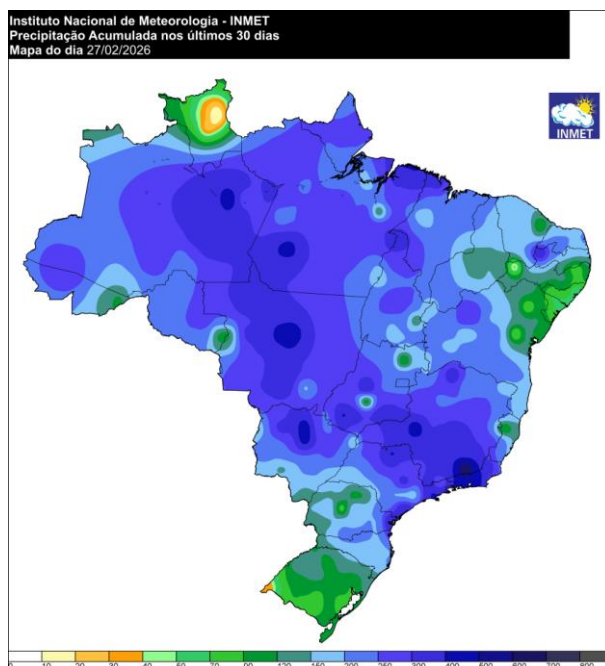 Instituto Nacional de Meteorologia - INMET
Precipitação Acumulada nos últimos 30 dias
Mapa do dia 27/02/2026
INMET
0 10 20 30 40 50 70 90 120 150 200 250 300 400 500 600 700 800